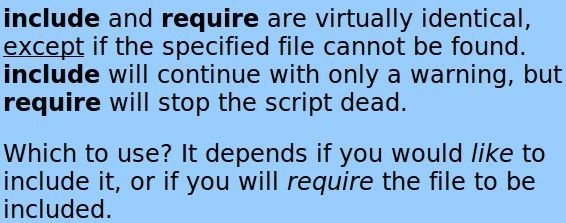 include and require are virtually identical,
except if the specified file cannot be found.
include will continue with only a warning, but
require will stop the script dead.
Which to use? It depends if you would like to
include it, or if you will require the file to be
included.